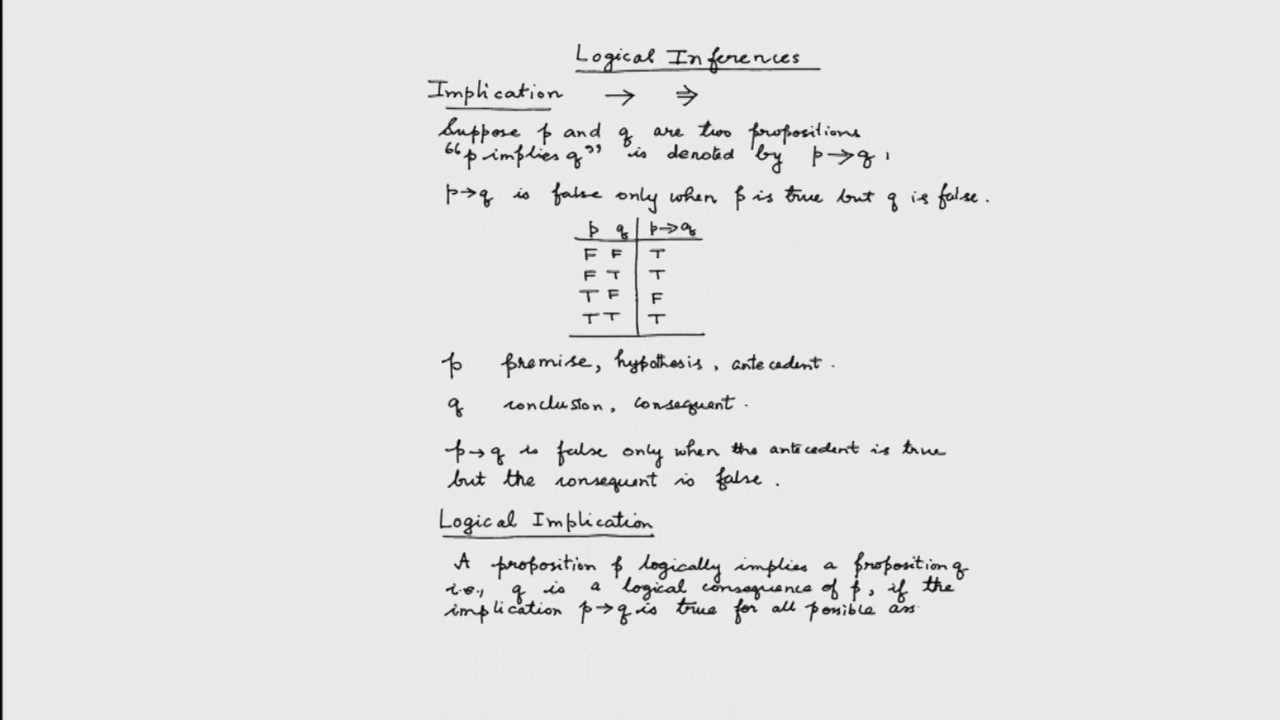 Logical Inferences
Implication → ⇒
Suppose p and q are two propositions
"p implies q" is denoted by p→q.
p→q is false only when p is true but q is false.
p q | p→q
F F | T
F T | T
T F | F
T T | T
p premise, hypothesis, antecedent.
q conclusion, consequent.
p→q is false only when the antecedent is true
but the consequent is false.
Logical Implication
A proposition p logically implies a proposition q
i.e., q is a logical consequence of p, if the
implication p→q is true for all possible ass